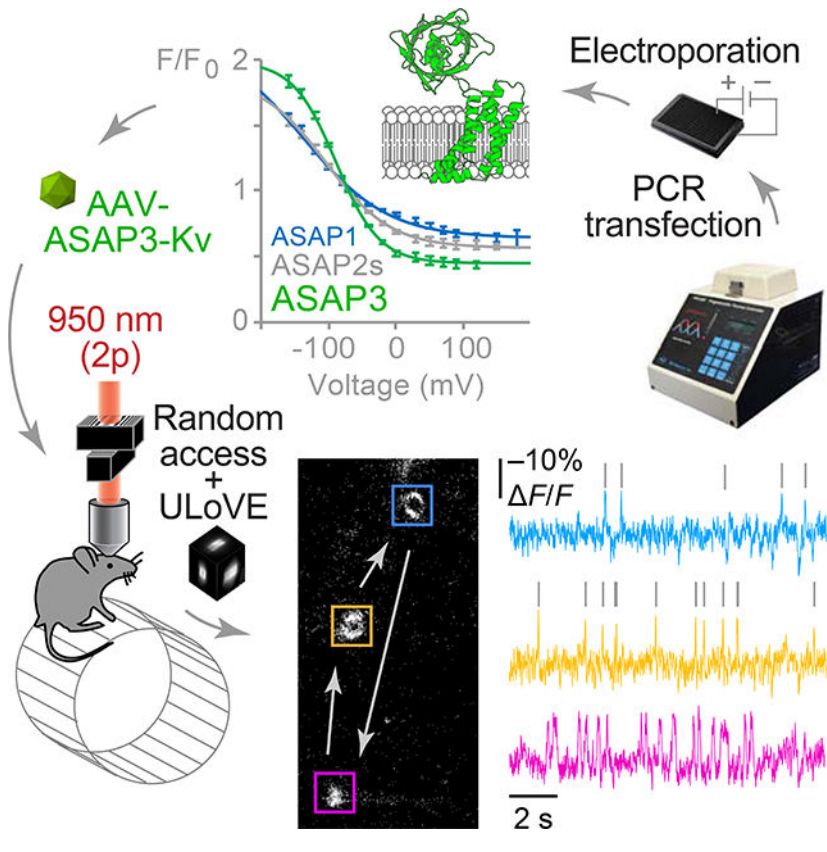 F/F0
2
1
0
-100
0
100
Voltage (mV)
ASAP1
ASAP2s
ASAP3
Electroporation
+ −
PCR
transfection
AAV-
ASAP3-Kv
950 nm
(2p)
Random
access
+
ULoVE
–10%
ΔF/F
2 s